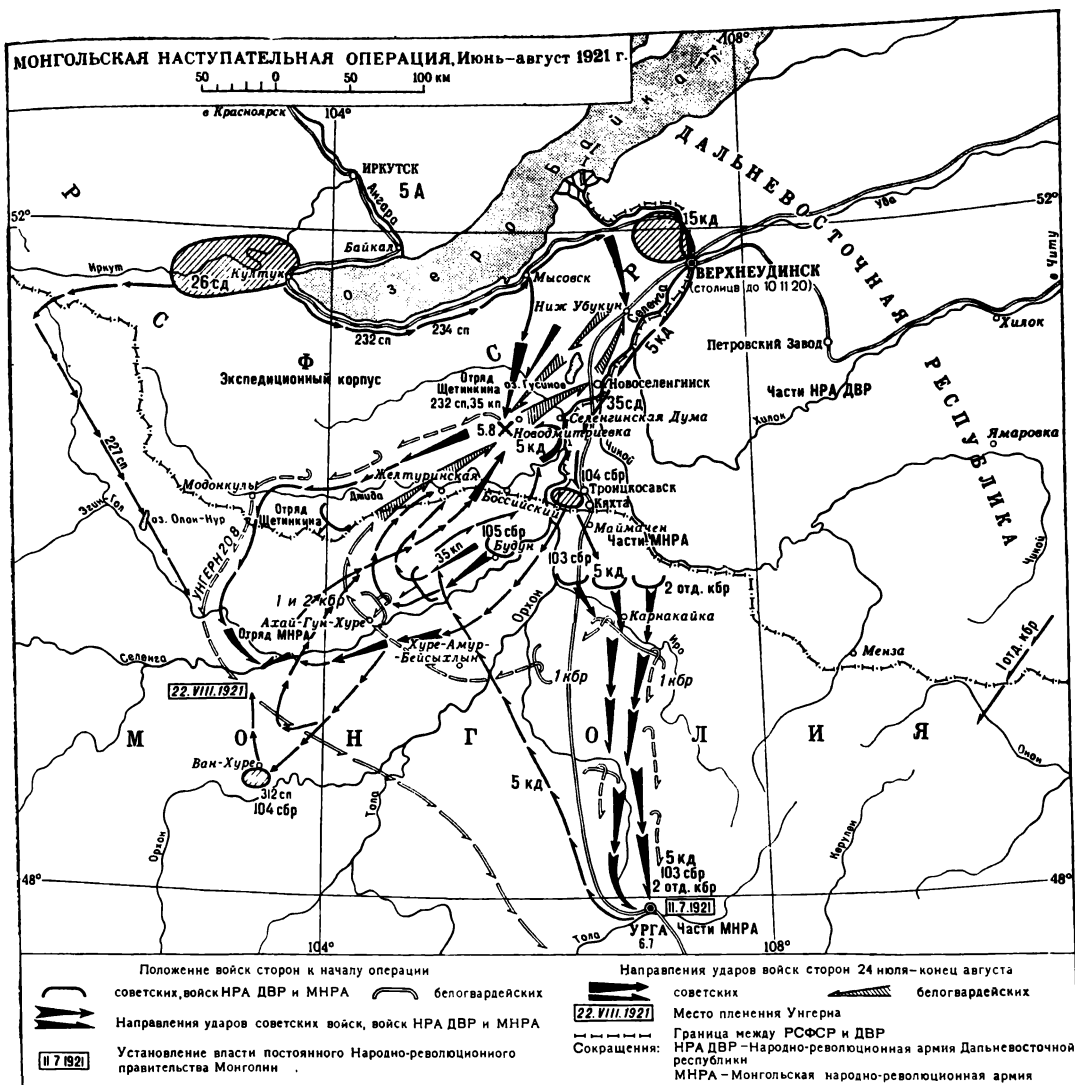 МОНГОЛЬСКАЯ НАСТУПАТЕЛЬНАЯ ОПЕРАЦИЯ, Июнь–август 1921 г.
50 0 50 100 км
104°
108°
в Красноярск
ИРКУТСК
5 А
Ангара
Байкал
озеро Байкал
52°
52°
РСФСР
ДАЛЬНЕВОСТОЧНАЯ
РЕСПУБЛИКА
Иркут
26 сд
Култук
Мысовск
15 кд
ВЕРХНЕУДИНСК
(столица до 10 11 20)
Уда
в Читу
Хилок
Петровский Завод
Части НРА ДВР
Хилок
Ниж Убукун
Селенга
5 кд
232 сп
234 сп
Экспедиционный корпус
Отряд
Щетинкина
232 сп, 35 кп
оз. Гусинов
Новоселенгинск
35 сд
Селенгинская Дума
5.8
Новодмитриевка
5 кд
Чикой
Ямаровка
227 сп
Модонкуль
Желтуринская
Джида
Боссийский
104 сбр
Троицкосавск
Кяхта
Маймачен
Части МНРА
Эгин Гол
оз. Олон-Нур
Отряд
Щетинкина
УНГЕРН 20.8
105 сбр
Будун
35 кп
103 сбр
5 кд
2 отд. кбр
Чикой
1 и 2 кбр
Ахай-Гун-Хуре
Отряд МНРА
Орхон
Карнакайка
Иро
Хуре-Амур-
Бейсыхлын
Селенга
1 кбр
1 кбр
Менза
1 отд. кбр
22. VIII. 1921
МОНГОЛИЯ
Онон
Ван-Хуре
312 сп
104 сбр
5 кд
Тола
Орхон
Керулен
48°
48°
5 кд
103 сбр
2 отд. кбр
11.7.1921
УРГА
6.7
Части МНРА
Тола
104°
108°
Положение войск сторон к началу операции
советских, войск НРА ДВР и МНРА
белогвардейских
Направления ударов советских войск, войск НРА ДВР и МНРА
11 7 1921
Установление власти постоянного Народно-революционного
правительства Монголии
Направления ударов войск сторон 24 июля–конец августа
советских
белогвардейских
22. VIII. 1921
Место пленения Унгерна
Граница между РСФСР и ДВР
Сокращения: НРА ДВР–Народно-революционная армия Дальневосточной
республики
МНРА–Монгольская народно-революционная армия